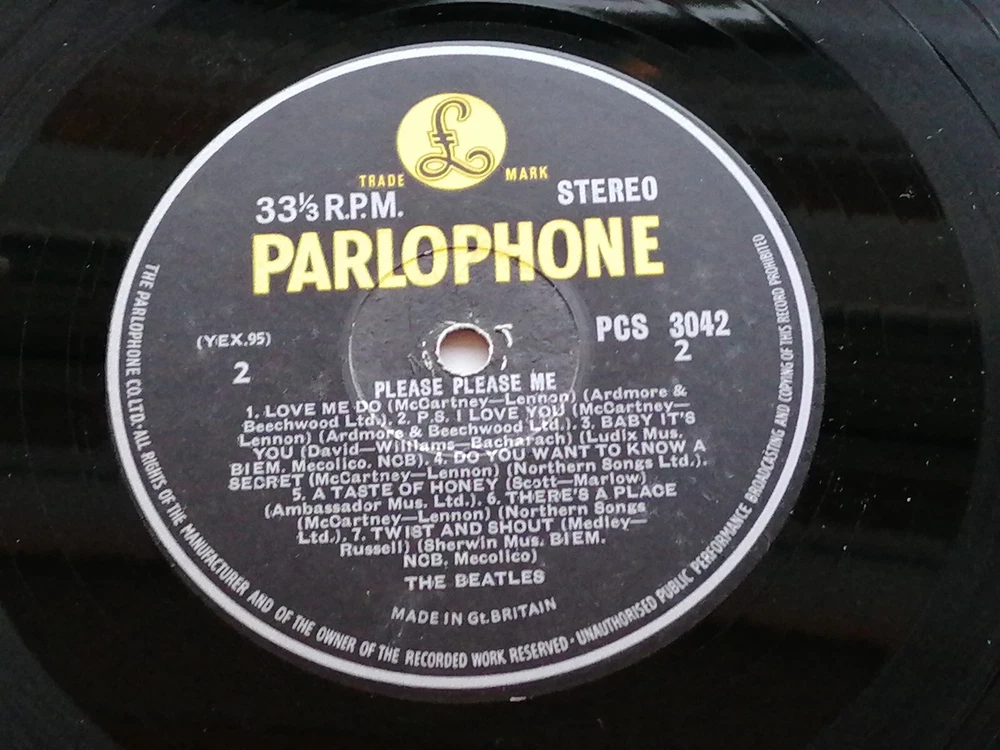 £
TRADE MARK
33⅓ R.P.M. STEREO
PARLOPHONE
(YEX.95) PCS 3042
2 2
PLEASE PLEASE ME
1. LOVE ME DO (McCartney—Lennon) (Ardmore &
Beechwood Ltd.). 2. P.S. I LOVE YOU (McCartney—
Lennon) (Ardmore & Beechwood Ltd.). 3. BABY IT'S
YOU (David—Williams—Bacharach) (Ludix Mus.
BIEM. Mecolico. NCB). 4. DO YOU WANT TO KNOW A
SECRET (McCartney—Lennon) (Northern Songs Ltd.).
5. A TASTE OF HONEY (Scott—Marlow)
(Ambassador Mus. Ltd.). 6. THERE'S A PLACE
(McCartney—Lennon) (Northern Songs
Ltd.). 7. TWIST AND SHOUT (Medley—
Russell) (Sherwin Mus. BIEM.
NCB. Mecolico)
THE BEATLES
MADE IN Gt. BRITAIN
THE PARLOPHONE CO. LTD. · ALL RIGHTS OF THE MANUFACTURER AND OF THE OWNER OF THE RECORDED WORK RESERVED · UNAUTHORISED PUBLIC PERFORMANCE BROADCASTING AND COPYING OF THIS RECORD PROHIBITED